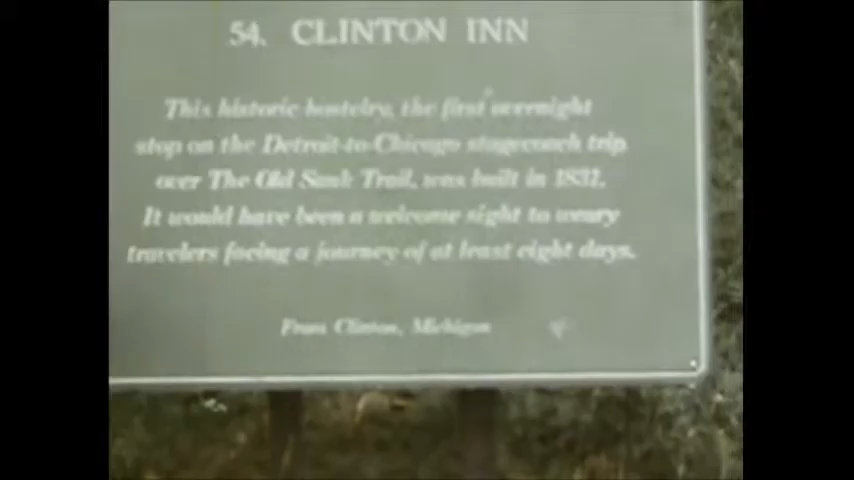 54. CLINTON INN
This historic hostelry, the first overnight
stop on the Detroit-to-Chicago stagecoach trip
over The Old Sauk Trail, was built in 1832.
It would have been a welcome sight to weary
travelers facing a journey of at least eight days.
From Clinton, Michigan